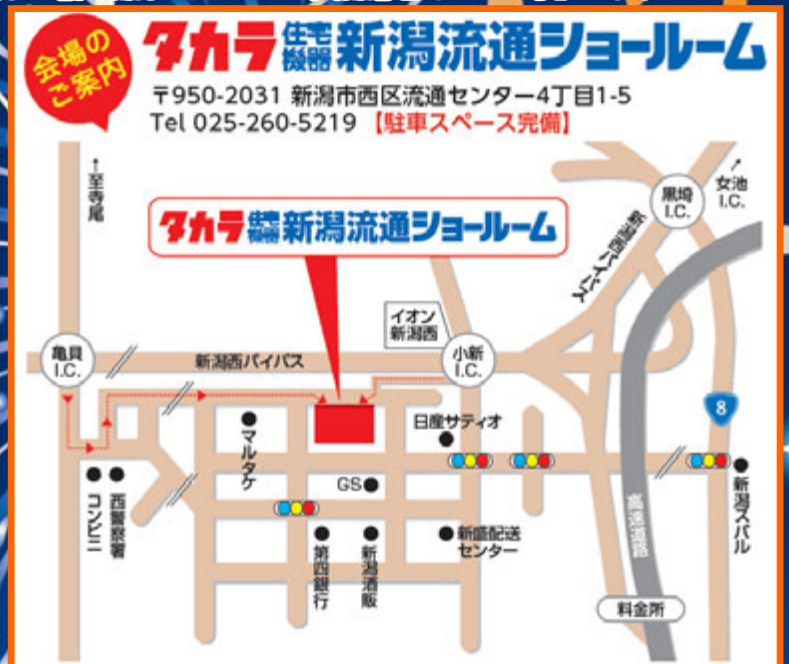 会場の
ご案内
タカラ住宅機器新潟流通ショールーム
〒950-2031 新潟市西区流通センター4丁目1-5
Tel 025-260-5219 【駐車スペース完備】
↑至寺尾
黒埼
I.C.
女池
I.C.
タカラ住宅機器新潟流通ショールーム
新潟西バイパス
イオン
新潟西
亀貝
I.C.
新潟西バイパス
小新
I.C.
8
マルタケ
日産サティオ
GS
コンビニ
西警察署
新潟スバル
高速道路
第四銀行
新潟酒販
新盛配送
センター
料金所